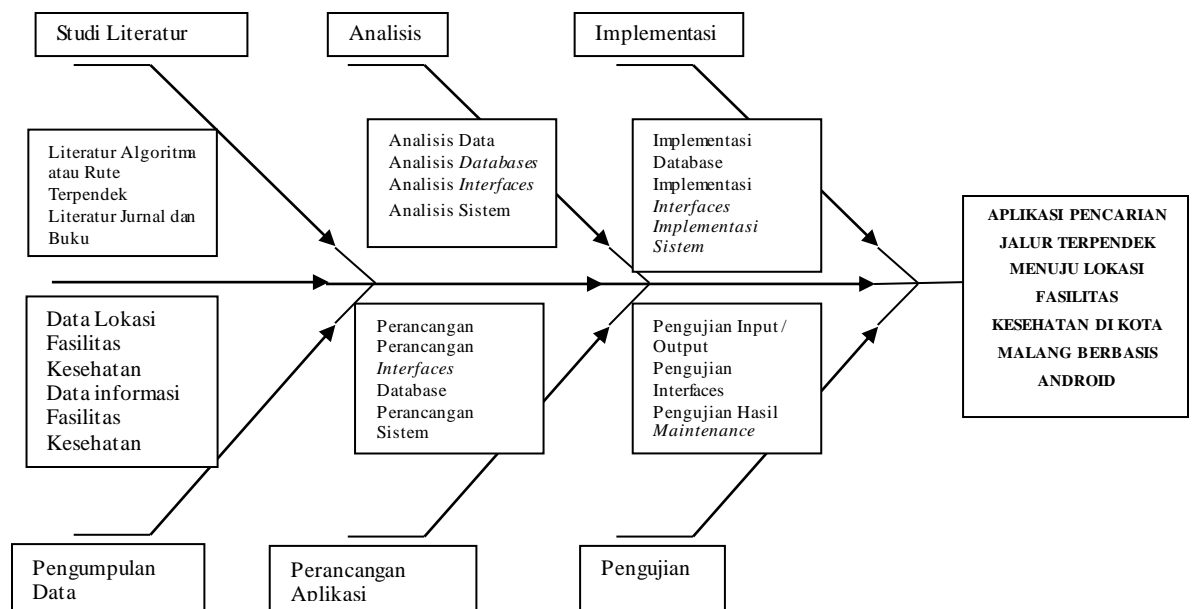 Studi Literatur
Analisis
Implementasi
Literatur Algoritma
atau Rute
Terpendek
Literatur Jurnal dan
Buku
Analisis Data
Analisis Databases
Analisis Interfaces
Analisis Sistem
Implementasi
Database
Implementasi
Interfaces
Implementasi
Sistem
APLIKASI PENCARIAN
JALUR TERPENDEK
MENUJU LOKASI
FASILITAS
KESEHATAN DI KOTA
MALANG BERBASIS
ANDROID
Data Lokasi
Fasilitas
Kesehatan
Data informasi
Fasilitas
Kesehatan
Perancangan
Perancangan
Interfaces
Database
Perancangan
Sistem
Pengujian Input /
Output
Pengujian
Interfaces
Pengujian Hasil
Maintenance
Pengumpulan
Data
Perancangan
Aplikasi
Pengujian